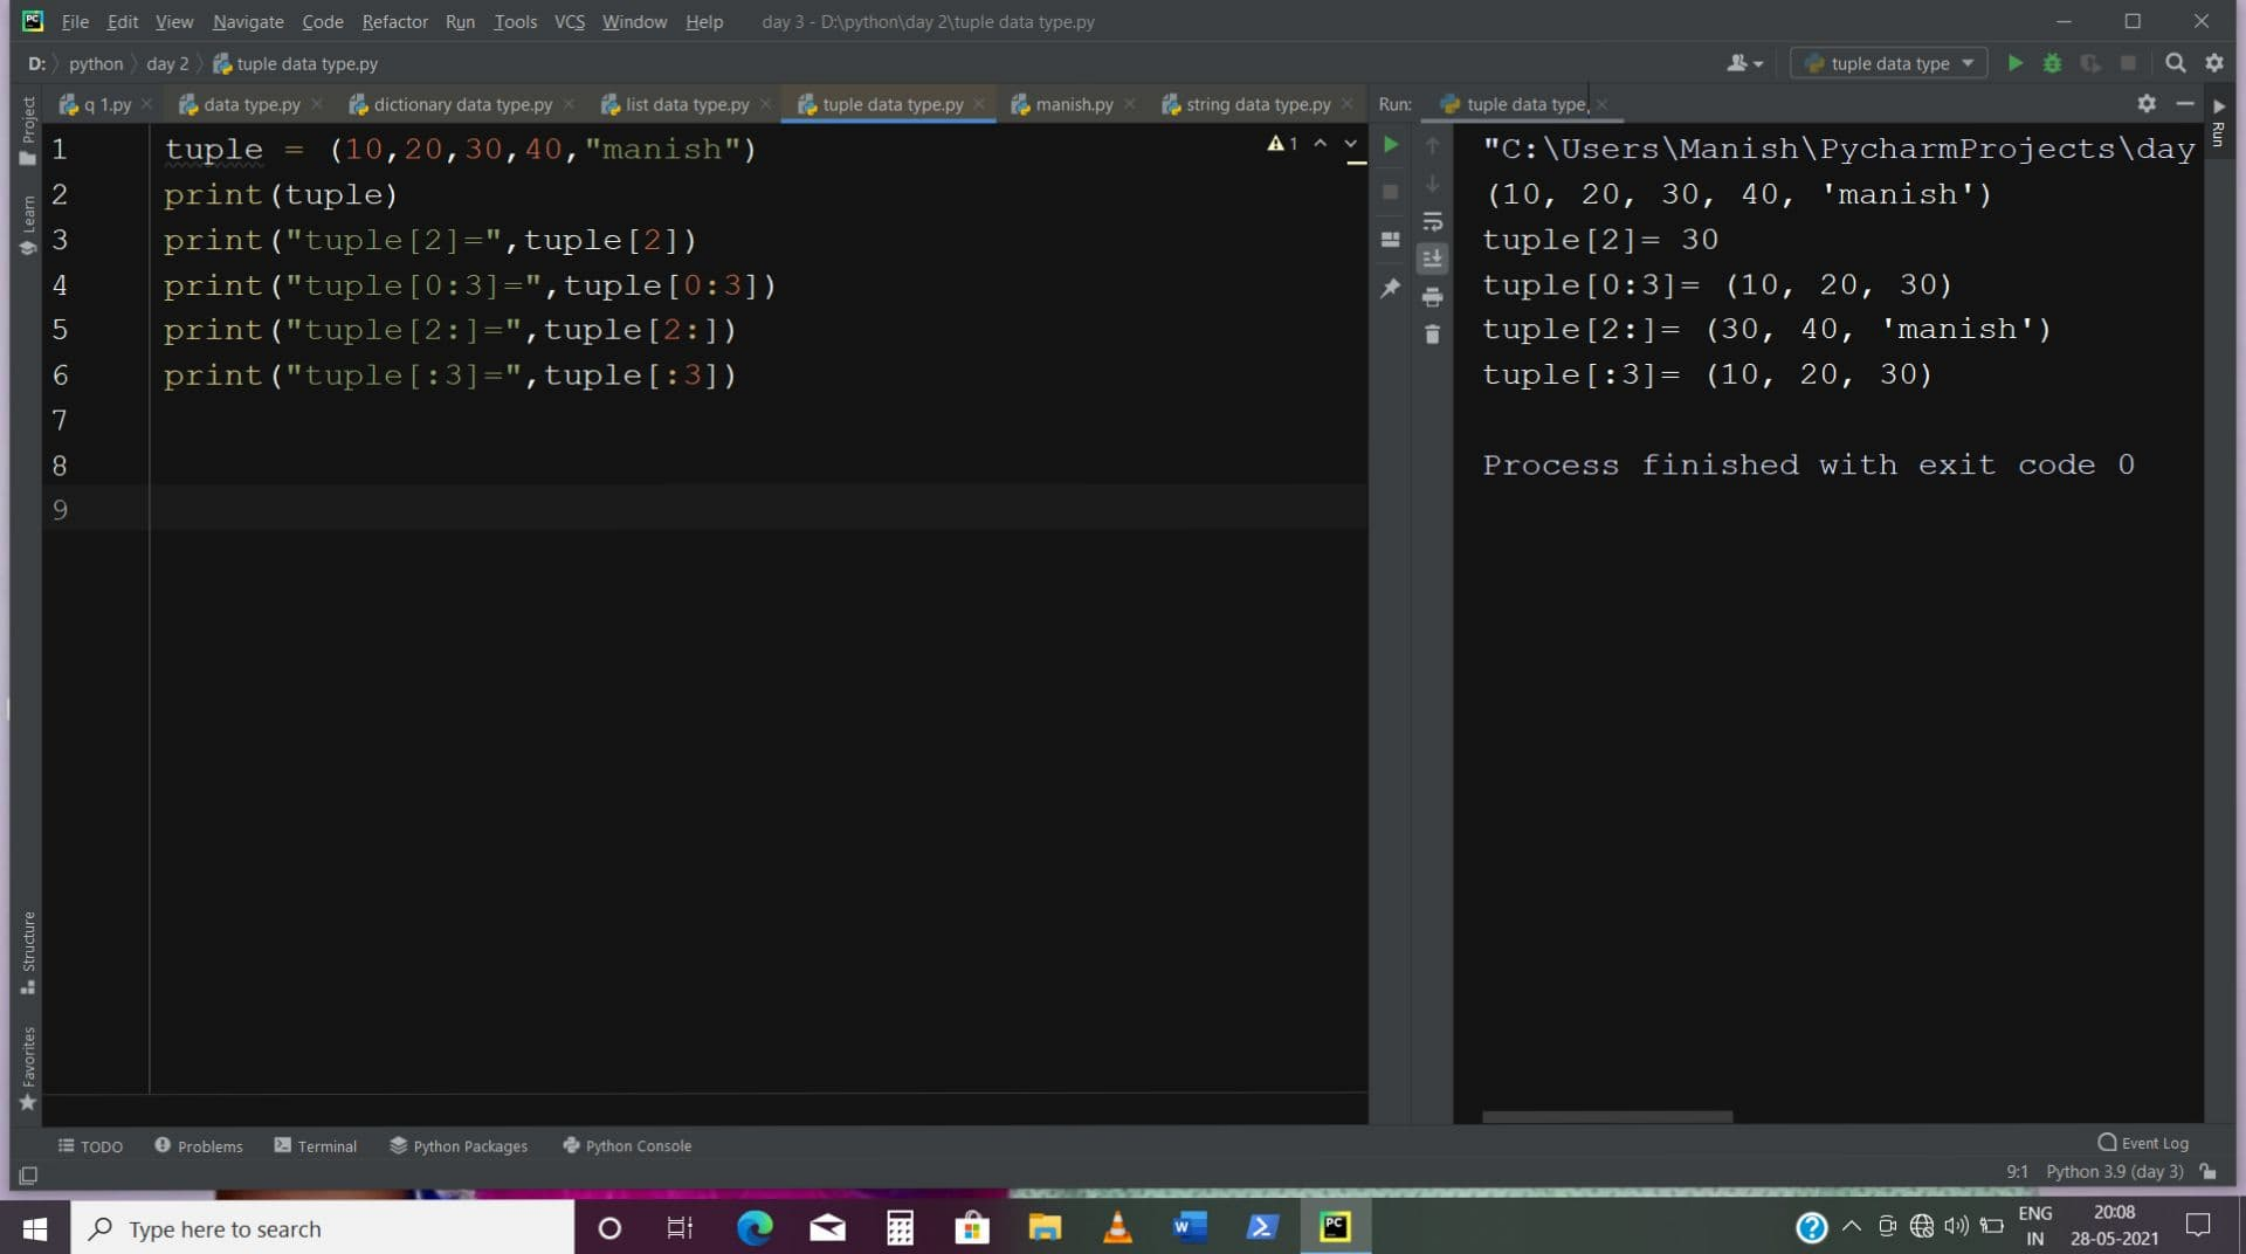 File Edit View Navigate Code Refactor Run Tools VCS Window Help day 3 - D:\python\day 2\tuple data type.py
D: python day 2 tuple data type.py tuple data type
q 1.py data type.py dictionary data type.py list data type.py tuple data type.py manish.py string data type.py Run: tuple data type
Project
Learn
Structure
Favorites
1 tuple = (10,20,30,40,"manish") 1
2 print(tuple)
3 print("tuple[2]=",tuple[2])
4 print("tuple[0:3]=",tuple[0:3])
5 print("tuple[2:]=",tuple[2:])
6 print("tuple[:3]=",tuple[:3])
7
8
9
"C:\Users\Manish\PycharmProjects\day
(10, 20, 30, 40, 'manish')
tuple[2]= 30
tuple[0:3]= (10, 20, 30)
tuple[2:]= (30, 40, 'manish')
tuple[:3]= (10, 20, 30)
Process finished with exit code 0
Run
TODO Problems Terminal Python Packages Python Console Event Log
9:1 Python 3.9 (day 3)
Type here to search
PC
W
ENG
IN
20:08
28-05-2021